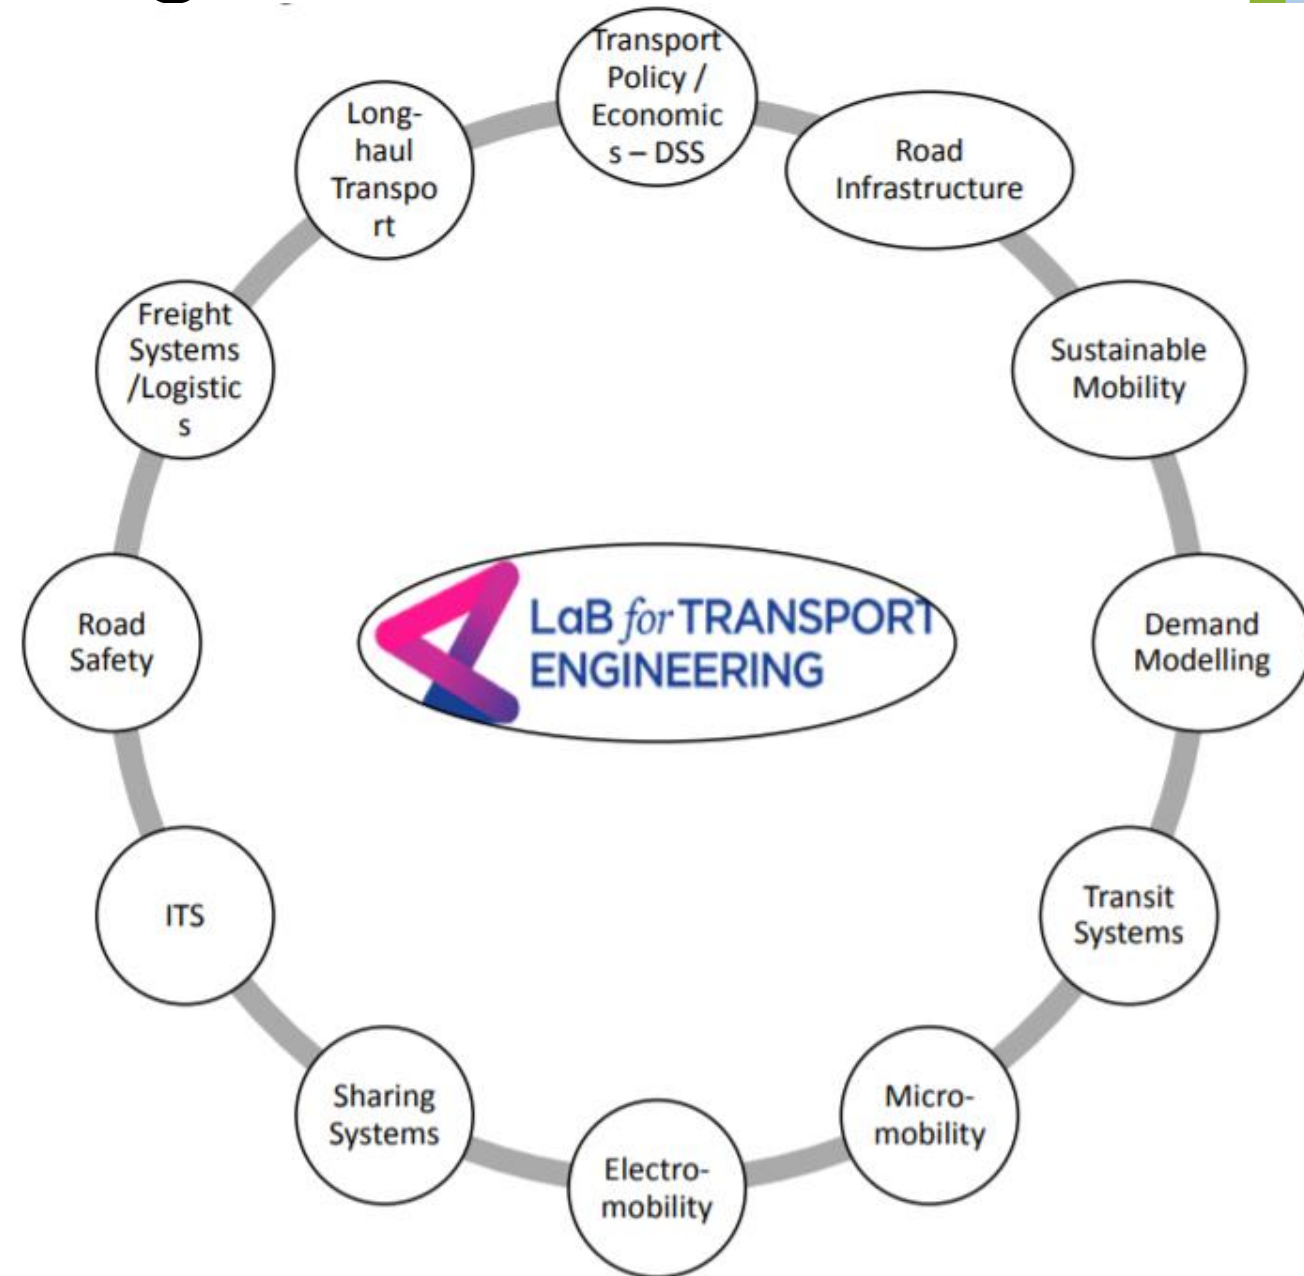 Transport
Policy /
Economic
s – DSS
Road
Infrastructure
Sustainable
Mobility
Demand
Modelling
Transit
Systems
Micro-
mobility
Electro-
mobility
Sharing
Systems
ITS
Road
Safety
Freight
Systems
/Logistic
s
Long-
haul
Transpo
rt
LaB for TRANSPORT
ENGINEERING